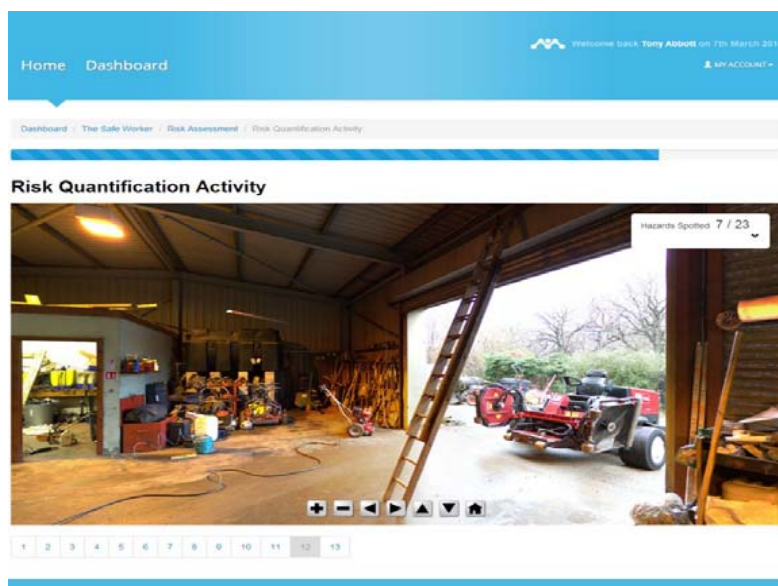 Welcome back Tony Abbott on 7th March 201
Home Dashboard
MY ACCOUNT
Dashboard / The Safe Worker / Risk Assessment / Risk Quantification Activity
Risk Quantification Activity
Hazards Spotted 7 / 23
1 2 3 4 5 6 7 8 9 10 11 12 13